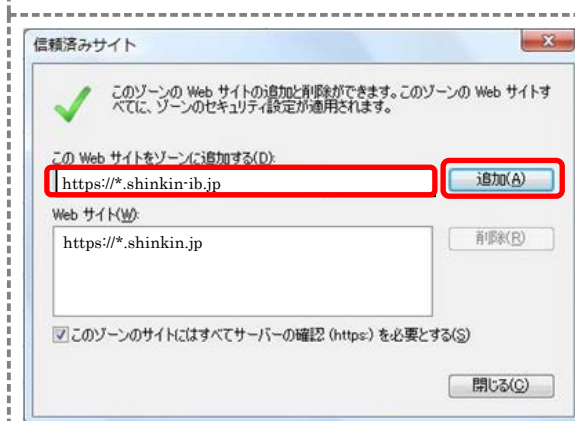 信頼済みサイト
このゾーンの Web サイトの追加と削除ができます。このゾーンの Web サイトす
べてに、ゾーンのセキュリティ設定が適用されます。
この Web サイトをゾーンに追加する(D):
https://*.shinkin-ib.jp
追加(A)
Web サイト(W):
https://*.shinkin.jp
削除(R)
このゾーンのサイトにはすべてサーバーの確認 (https:) を必要とする(S)
閉じる(C)